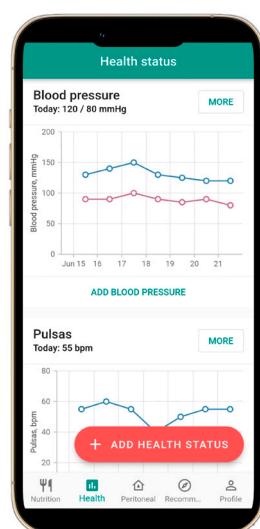 Health status
Blood pressure
Today: 120 / 80 mmHg
MORE
Blood pressure, mmHg
200
150
100
50
0
Jun 15 16 17 18 19 20 21
ADD BLOOD PRESSURE
Pulsas
Today: 55 bpm
MORE
Pulsas, bpm
80
60
40
20
+ ADD HEALTH STATUS
Nutrition
Health
Peritoneal
Recomm...
Profile